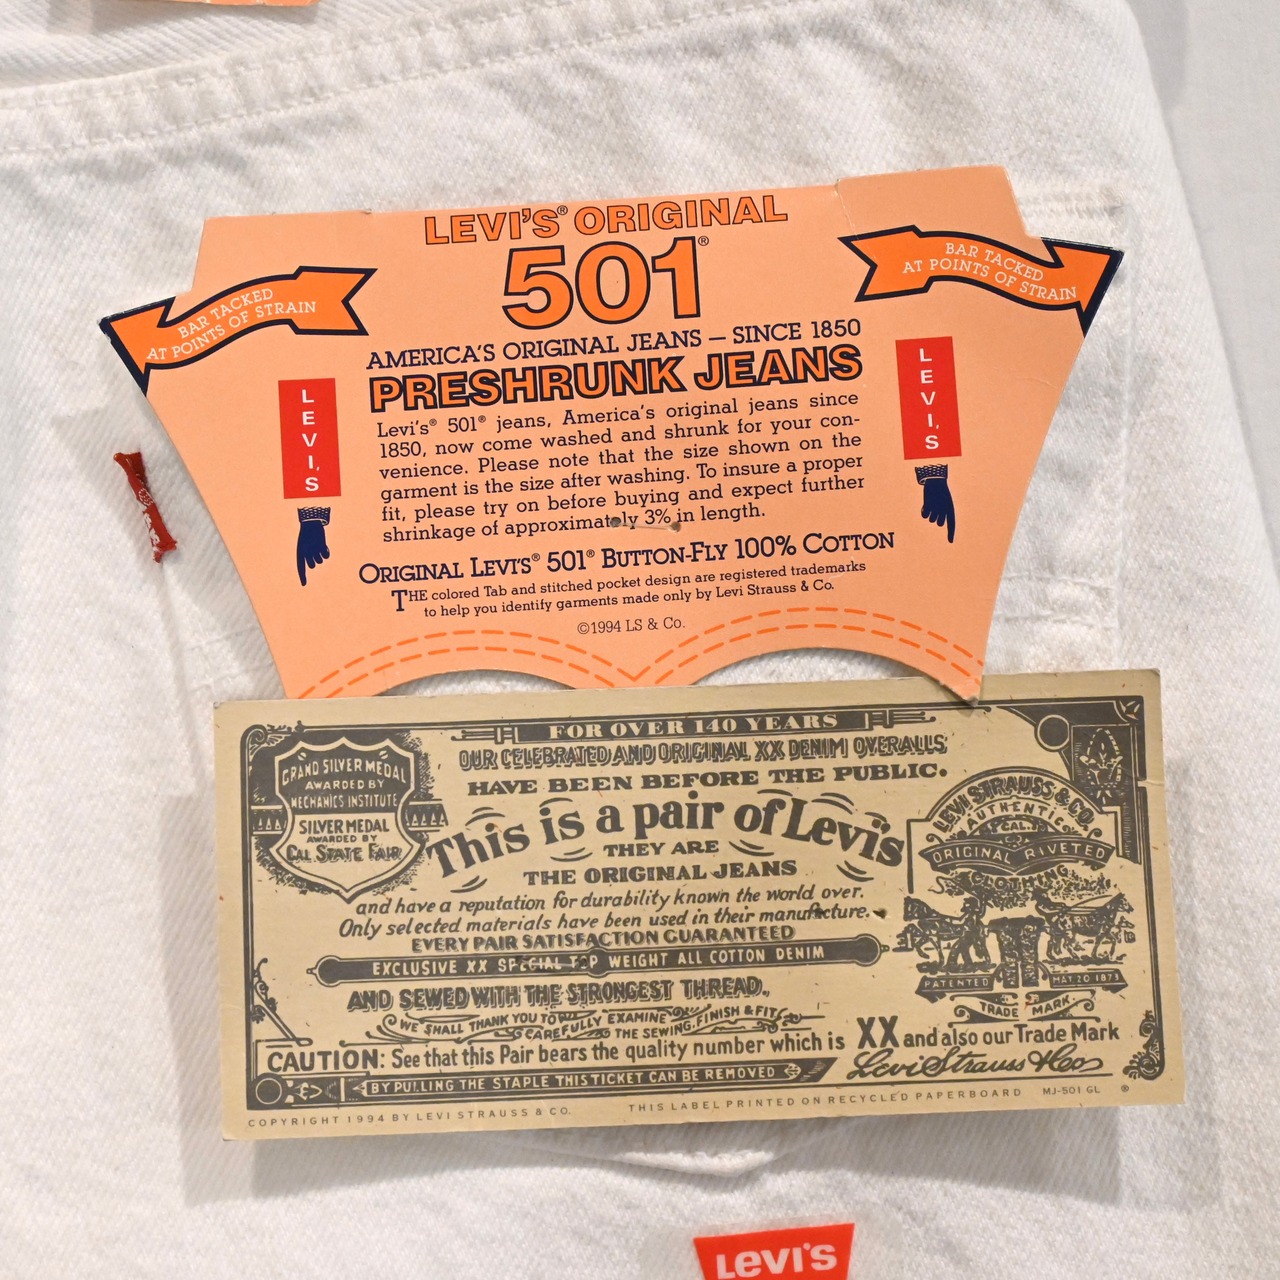 LEVI'S® ORIGINAL
501®
BAR TACKED
AT POINTS OF STRAIN
BAR TACKED
AT POINTS OF STRAIN
AMERICA'S ORIGINAL JEANS – SINCE 1850
PRESHRUNK JEANS
LEVI'S
LEVI'S
Levi's® 501® jeans, America's original jeans since
1850, now come washed and shrunk for your con-
venience. Please note that the size shown on the
garment is the size after washing. To insure a proper
fit, please try on before buying and expect further
shrinkage of approximately 3% in length.
ORIGINAL LEVI'S® 501® BUTTON-FLY 100% COTTON
THE colored Tab and stitched pocket design are registered trademarks
to help you identify garments made only by Levi Strauss & Co.
©1994 LS & Co.
FOR OVER 140 YEARS
OUR CELEBRATED AND ORIGINAL XX DENIM OVERALLS
HAVE BEEN BEFORE THE PUBLIC.
GRAND SILVER MEDAL
AWARDED BY
MECHANICS INSTITUTE
SILVER MEDAL
AWARDED BY
CAL STATE FAIR
This is a pair of Levi's
THEY ARE
THE ORIGINAL JEANS
and have a reputation for durability known the world over.
Only selected materials have been used in their manufacture.
EVERY PAIR SATISFACTION GUARANTEED
EXCLUSIVE XX SPECIAL TOP WEIGHT ALL COTTON DENIM
AND SEWED WITH THE STRONGEST THREAD.
WE SHALL THANK YOU TO
CAREFULLY EXAMINE THE SEWING, FINISH & FIT
LEVI STRAUSS & CO.
AUTHENTIC
CAL.
ORIGINAL RIVETED
CLOTHING
PATENTED MAY 20 1873
TRADE MARK
CAUTION: See that this Pair bears the quality number which is XX and also our Trade Mark
Levi Strauss & Co
BY PULLING THE STAPLE THIS TICKET CAN BE REMOVED
COPYRIGHT 1994 BY LEVI STRAUSS & CO. THIS LABEL PRINTED ON RECYCLED PAPERBOARD MJ-501 GL ®
LEVI'S